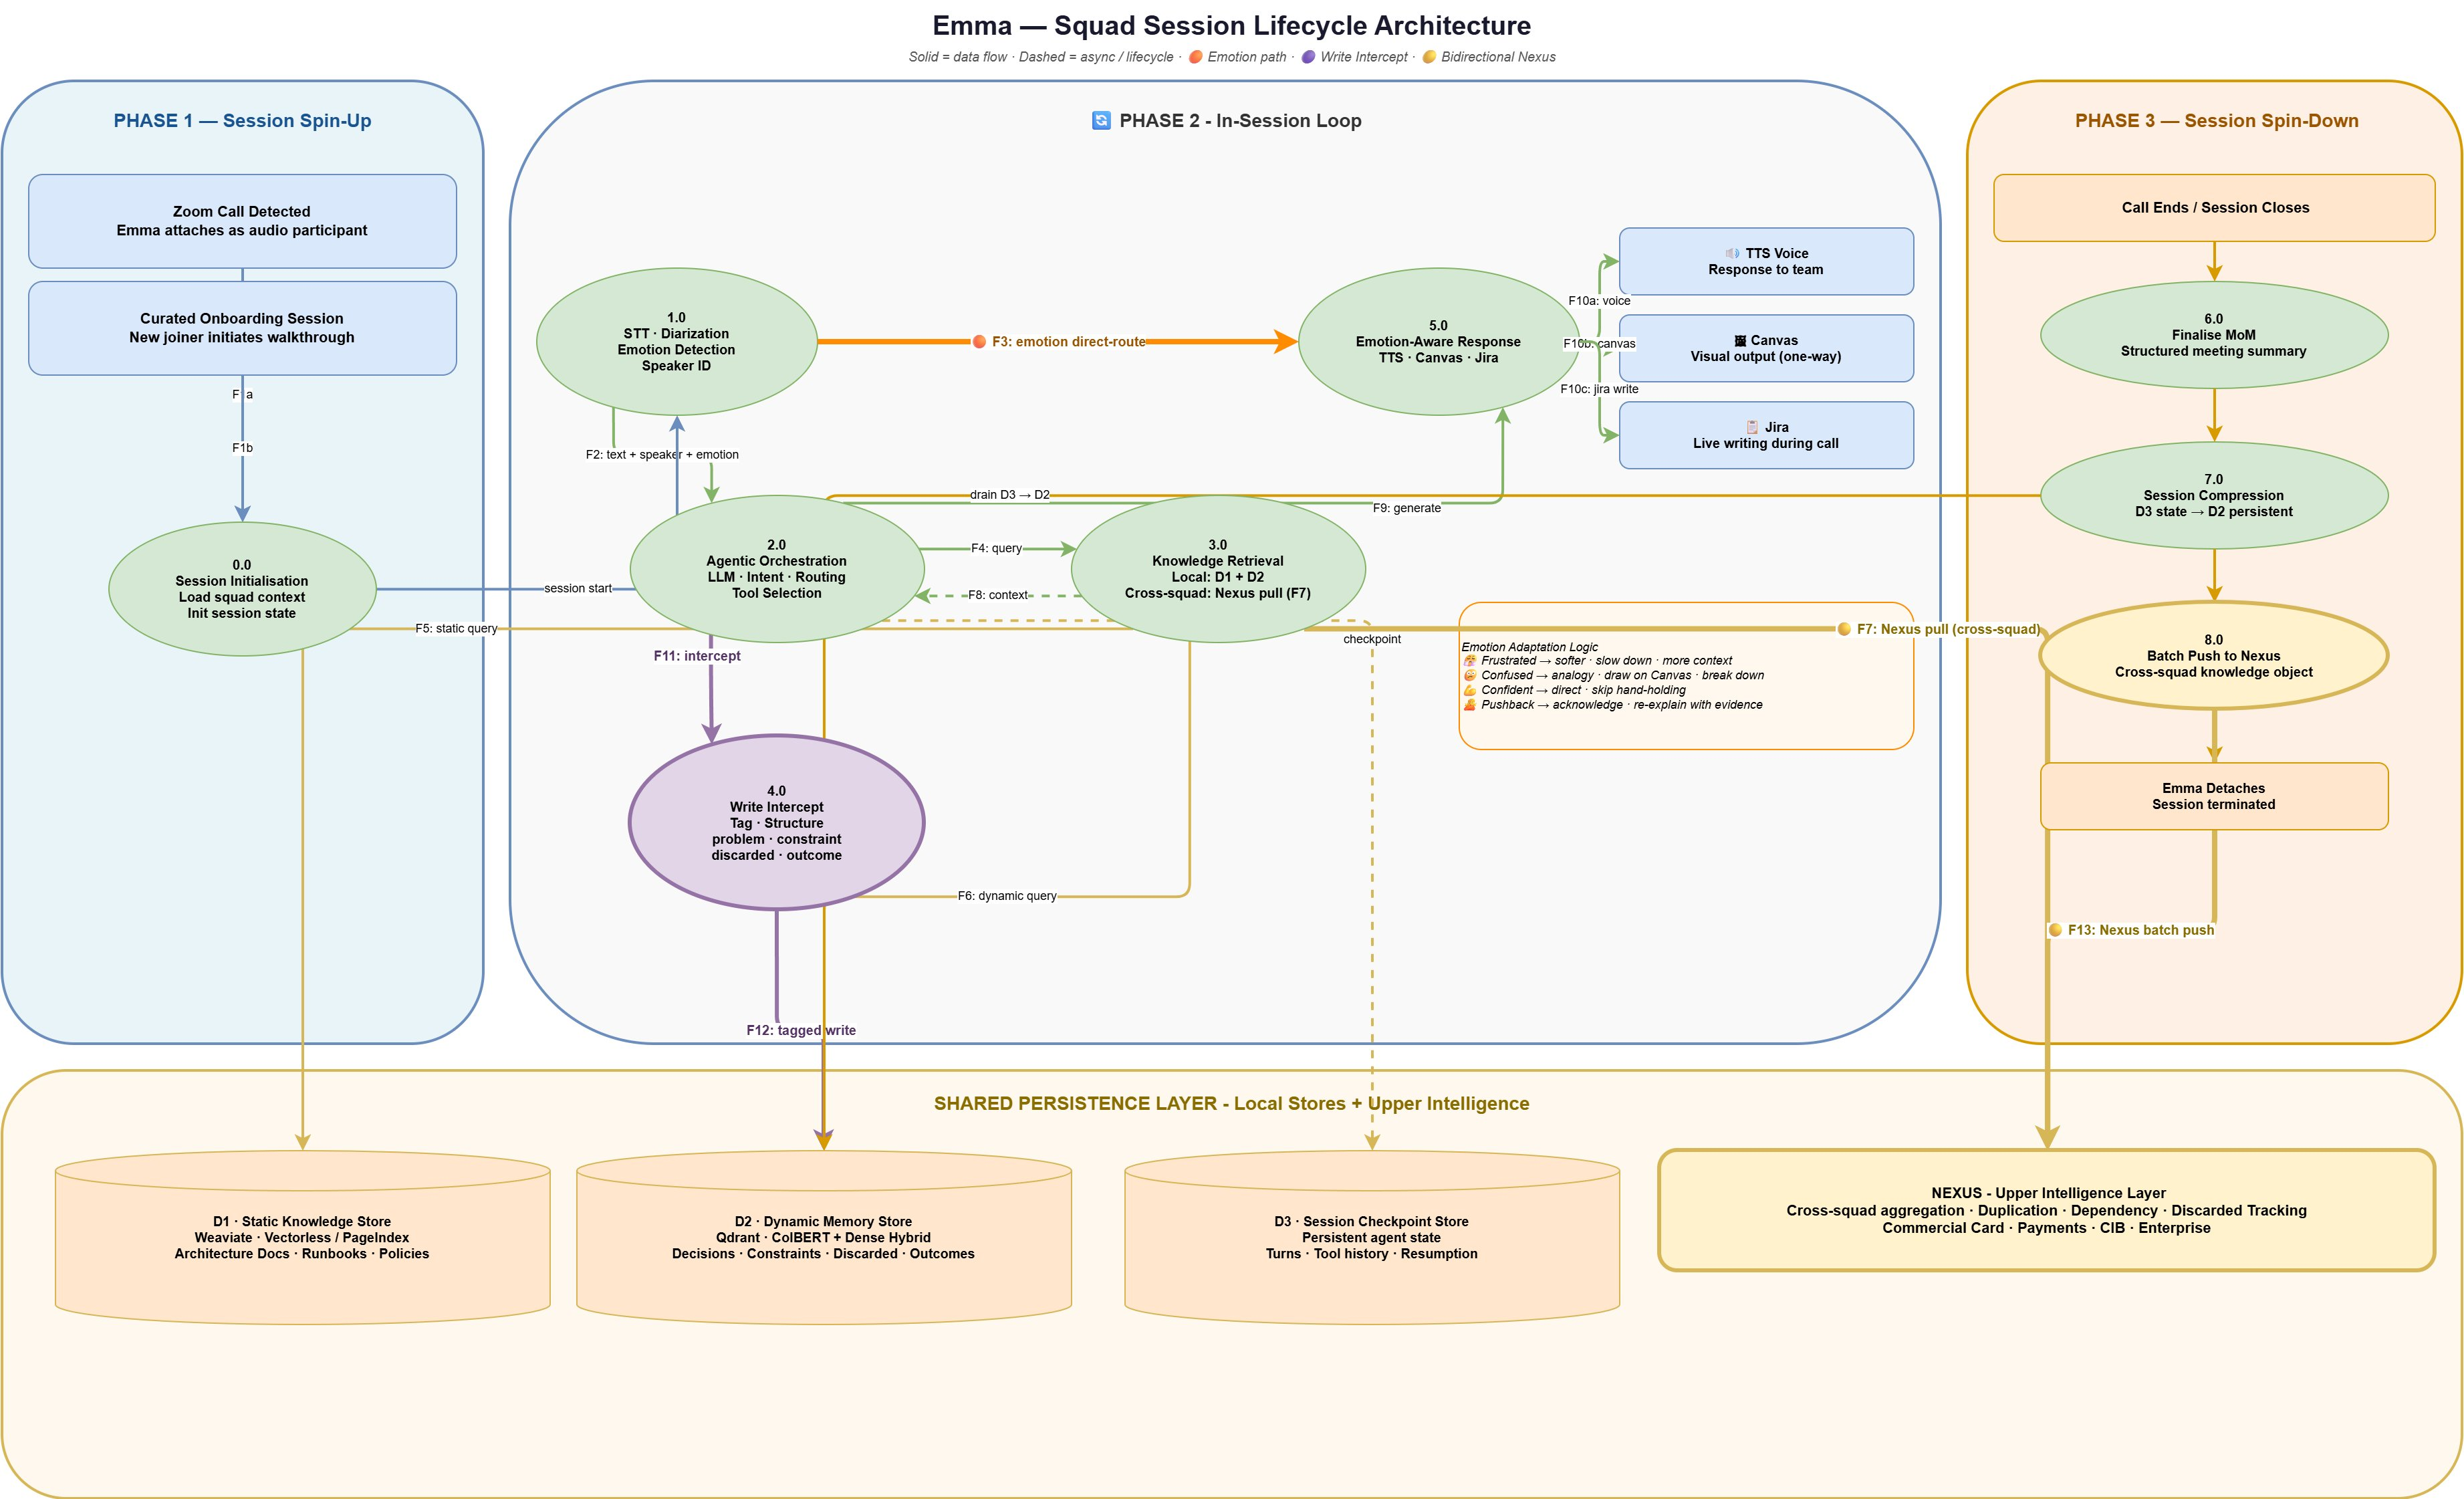 Emma — Squad Session Lifecycle Architecture
Solid = data flow · Dashed = async / lifecycle · 🔴 Emotion path · 🟣 Write Intercept · 🟡 Bidirectional Nexus
PHASE 1 — Session Spin-Up
Zoom Call Detected
Emma attaches as audio participant
Curated Onboarding Session
New joiner initiates walkthrough
F1a
F1b
0.0
Session Initialisation
Load squad context
Init session state
session start
F5: static query
🔄 PHASE 2 - In-Session Loop
1.0
STT · Diarization
Emotion Detection
Speaker ID
🔴 F3: emotion direct-route
5.0
Emotion-Aware Response
TTS · Canvas · Jira
F10a: voice
F10b: canvas
F10c: jira write
🔊 TTS Voice
Response to team
🖼 Canvas
Visual output (one-way)
📋 Jira
Live writing during call
F2: text + speaker + emotion
drain D3 → D2
F9: generate
2.0
Agentic Orchestration
LLM · Intent · Routing
Tool Selection
F4: query
F8: context
3.0
Knowledge Retrieval
Local: D1 + D2
Cross-squad: Nexus pull (F7)
checkpoint
🟡 F7: Nexus pull (cross-squad)
Emotion Adaptation Logic
Frustrated → softer · slow down · more context
Confused → analogy · draw on Canvas · break down
💪 Confident → direct · skip hand-holding
Pushback → acknowledge · re-explain with evidence
F11: intercept
4.0
Write Intercept
Tag · Structure
problem · constraint
discarded · outcome
F6: dynamic query
F12: tagged write
PHASE 3 — Session Spin-Down
Call Ends / Session Closes
6.0
Finalise MoM
Structured meeting summary
7.0
Session Compression
D3 state → D2 persistent
8.0
Batch Push to Nexus
Cross-squad knowledge object
Emma Detaches
Session terminated
🟡 F13: Nexus batch push
SHARED PERSISTENCE LAYER - Local Stores + Upper Intelligence
D1 · Static Knowledge Store
Weaviate · Vectorless / PageIndex
Architecture Docs · Runbooks · Policies
D2 · Dynamic Memory Store
Qdrant · ColBERT + Dense Hybrid
Decisions · Constraints · Discarded · Outcomes
D3 · Session Checkpoint Store
Persistent agent state
Turns · Tool history · Resumption
NEXUS - Upper Intelligence Layer
Cross-squad aggregation · Duplication · Dependency · Discarded Tracking
Commercial Card · Payments · CIB · Enterprise